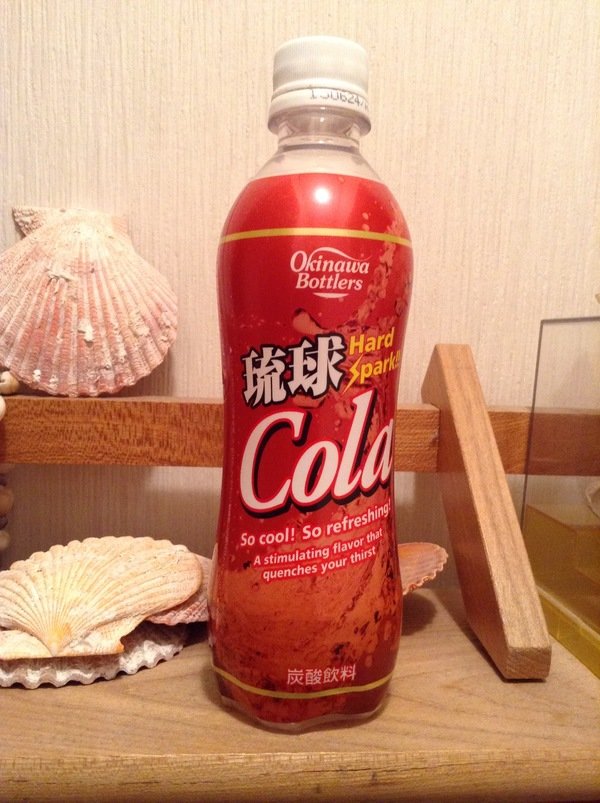 Okinawa
Bottlers
琉球 Hard
Spark!!
Cola
So cool! So refreshing!
A stimulating flavor that
quenches your thirst
炭酸飲料